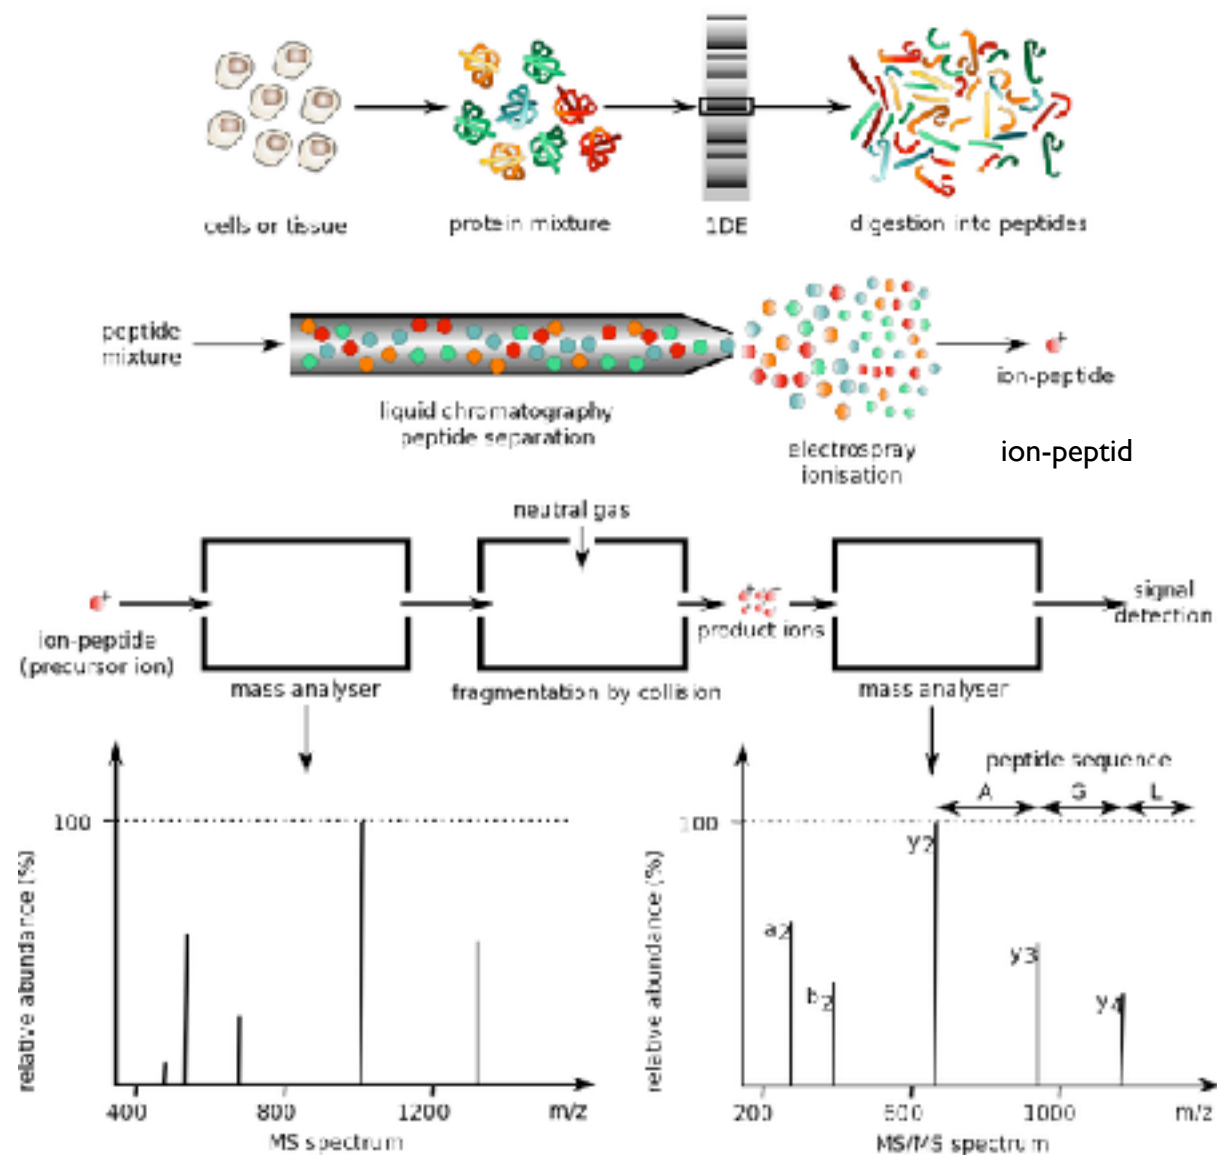 cells or tissue
protein mixture
1DE
digestion into peptides
peptide
mixture
liquid chromatography
peptide separation
electrospray
ionisation
+
ion-peptide
ion-peptid
neutral gas
+
ion-peptide
(precursor ion)
mass analyser
fragmentation by collision
product ions
mass analyser
signal
detection
100
relative abundance (%)
400
800
1200
m/z
MS spectrum
peptide sequence
A
G
L
100
relative abundance (%)
a2
b2
y2
y3
y4
200
600
1000
m/z
MS/MS spectrum